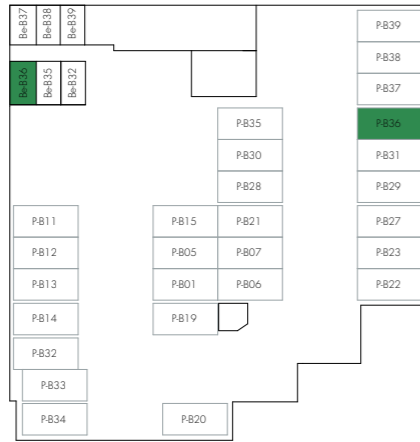 Be-B37 Be-B38 Be-B39
Be-B36 Be-B35 Be-B32
P-B39
P-B38
P-B37
P-B35 P-B36
P-B30 P-B31
P-B28 P-B29
P-B11 P-B15 P-B21 P-B27
P-B12 P-B05 P-B07 P-B23
P-B13 P-B01 P-B06 P-B22
P-B14 P-B19
P-B32
P-B33
P-B34 P-B20